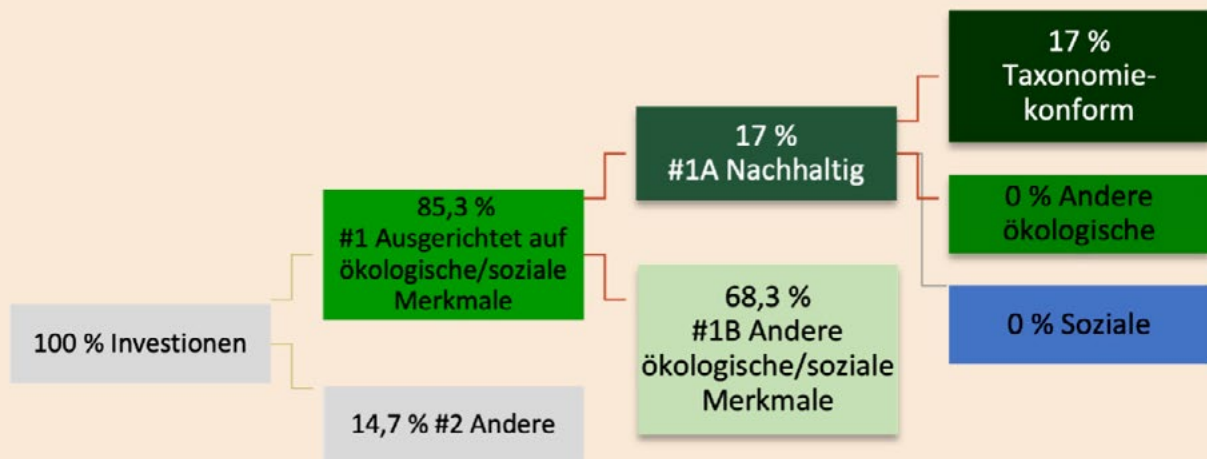 100 % Investionen
85,3 %
#1 Ausgerichtet auf
ökologische/soziale
Merkmale
14,7 % #2 Andere
17 %
#1A Nachhaltig
68,3 %
#1B Andere
ökologische/soziale
Merkmale
17 %
Taxonomie-
konform
0 % Andere
ökologische
0 % Soziale